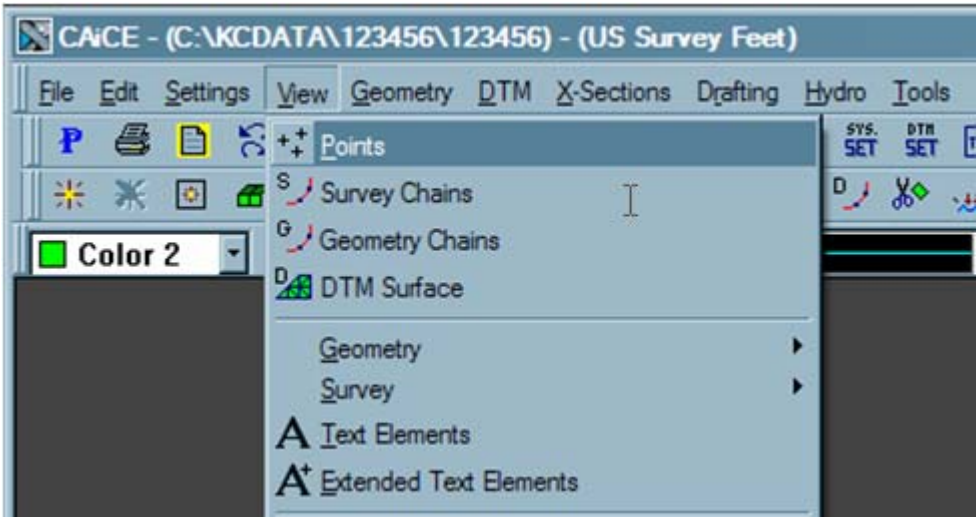 CAiCE - (C:\KCDATA\123456\123456) - (US Survey Feet)
File Edit Settings View Geometry DTM X-Sections Drafting Hydro Tools
P SYS. SET DTM SET
Points
S Survey Chains D
G Geometry Chains
Color 2
D DTM Surface
Geometry
Survey
A Text Elements
A+ Extended Text Elements